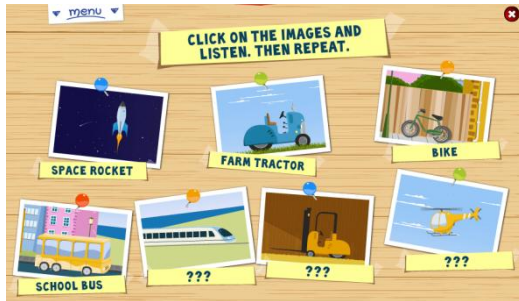 menu
CLICK ON THE IMAGES AND
LISTEN. THEN REPEAT.
SPACE ROCKET
FARM TRACTOR
BIKE
SCHOOL BUS
???
???
???